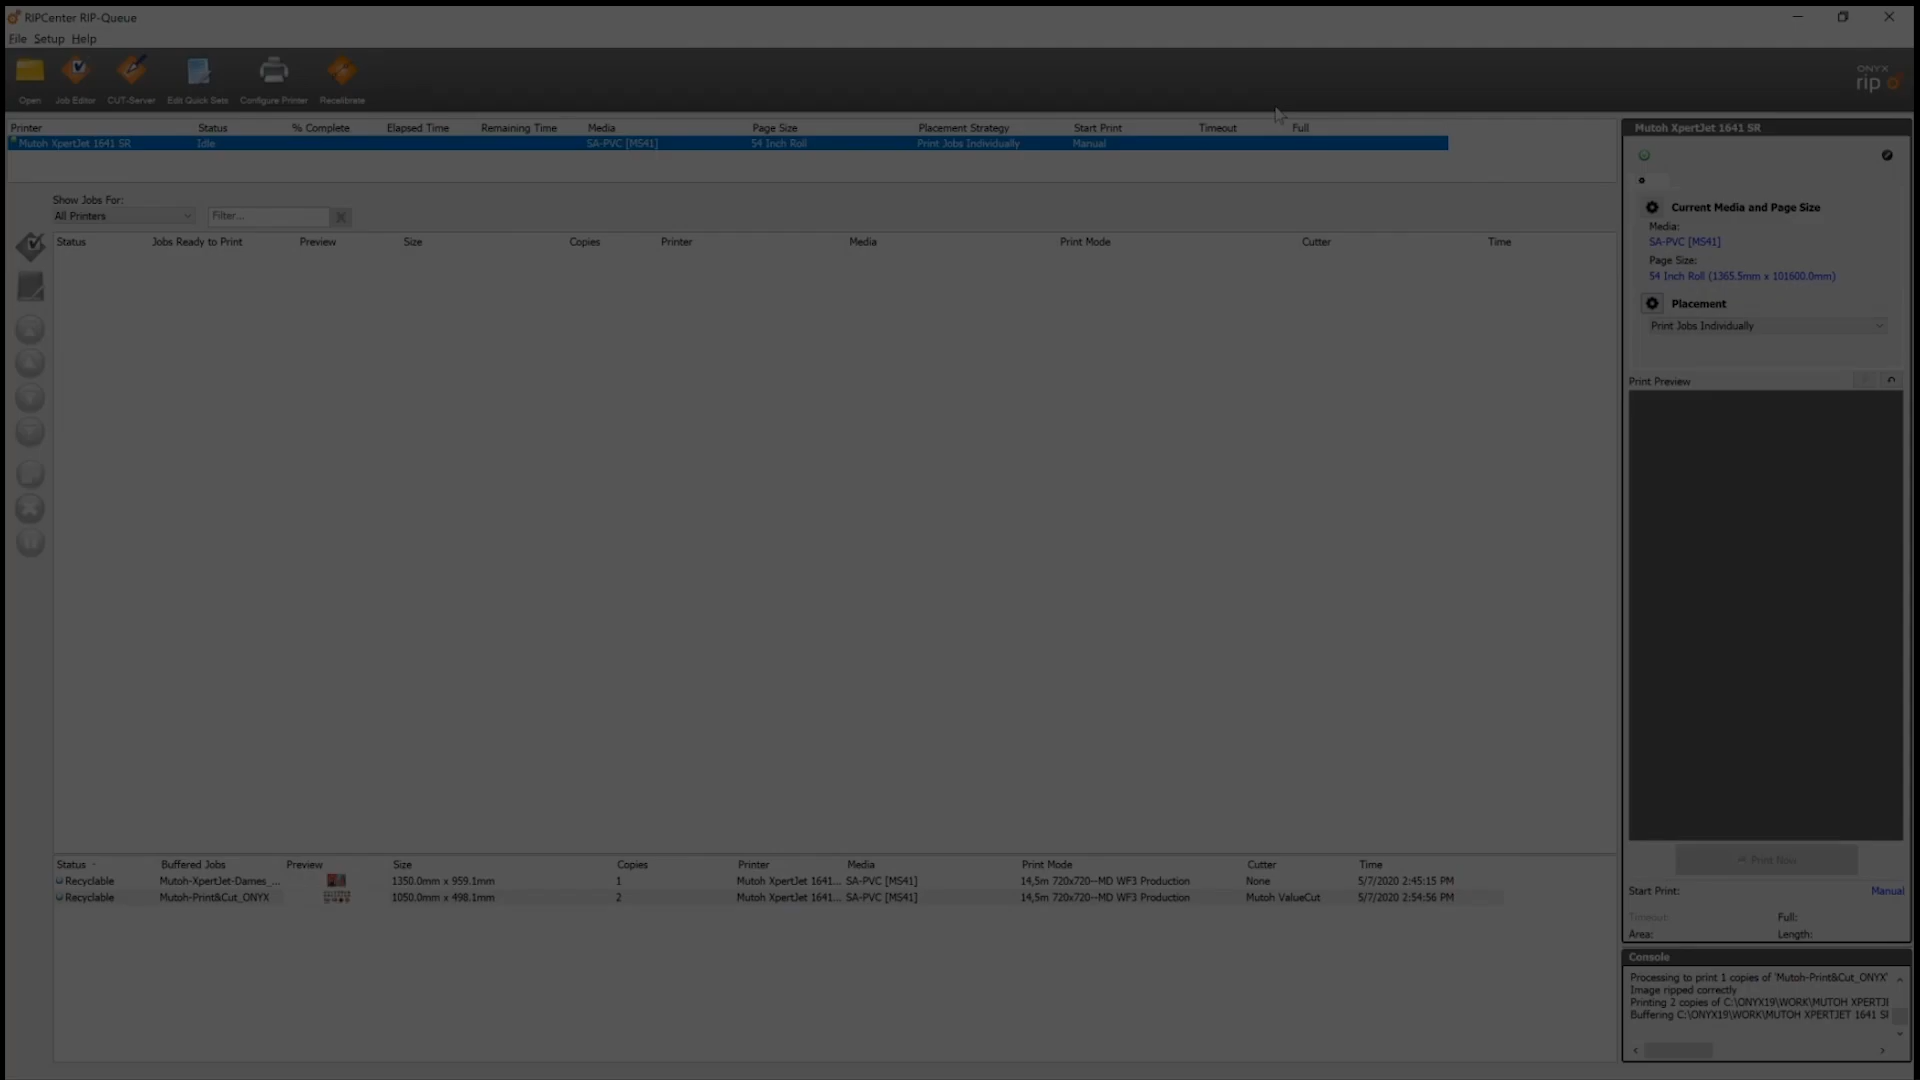 RIPCenter RIP-Queue
File Setup Help
Open Job Editor CUT-Server Edit Quick Sets Configure Printer Recalibrate
ONYX
rip
Printer Status % Complete Elapsed Time Remaining Time Media Page Size Placement Strategy Start Print Timeout Full
Mutoh XpertJet 1641 SR Idle SA-PVC [MS41] 54 Inch Roll Print Jobs Individually Manual
Show Jobs For:
All Printers Filter...
Status Jobs Ready to Print Preview Size Copies Printer Media Print Mode Cutter Time
Status Buffered Jobs Preview Size Copies Printer Media Print Mode Cutter Time
Recyclable Mutoh-XpertJet-Dames_... 1350.0mm x 959.1mm 1 Mutoh XpertJet 1641... SA-PVC [MS41] 14,5m 720x720--MD WF3 Production None 5/7/2020 2:45:15 PM
Recyclable Mutoh-Print&Cut_ONYX 1050.0mm x 498.1mm 2 Mutoh XpertJet 1641... SA-PVC [MS41] 14,5m 720x720--MD WF3 Production Mutoh ValueCut 5/7/2020 2:54:56 PM
Mutoh XpertJet 1641 SR
Current Media and Page Size
Media:
SA-PVC [MS41]
Page Size:
54 Inch Roll (1365.5mm x 101600.0mm)
Placement
Print Jobs Individually
Print Preview
Print Now
Start Print: Manual
Timeout: Full:
Area: Length:
Console
Processing to print 1 copies of 'Mutoh-Print&Cut_ONYX'
Image ripped correctly
Printing 2 copies of C:\ONYX19\WORK\MUTOH XPERTJ
Buffering C:\ONYX19\WORK\MUTOH XPERTJET 1641 S